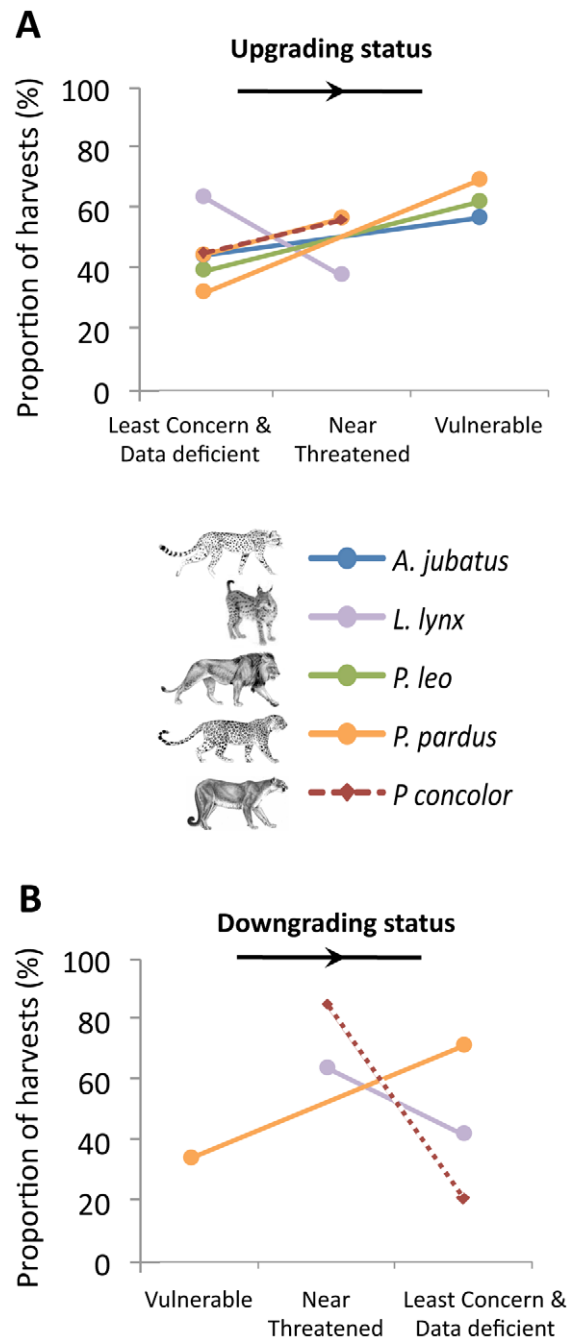 A
Upgrading status
Proportion of harvests (%)
100
80
60
40
20
0
Least Concern &
Data deficient
Near
Threatened
Vulnerable
A. jubatus
L. lynx
P. leo
P. pardus
P concolor
B
Downgrading status
Proportion of harvests (%)
100
80
60
40
20
0
Vulnerable
Near
Threatened
Least Concern &
Data deficient